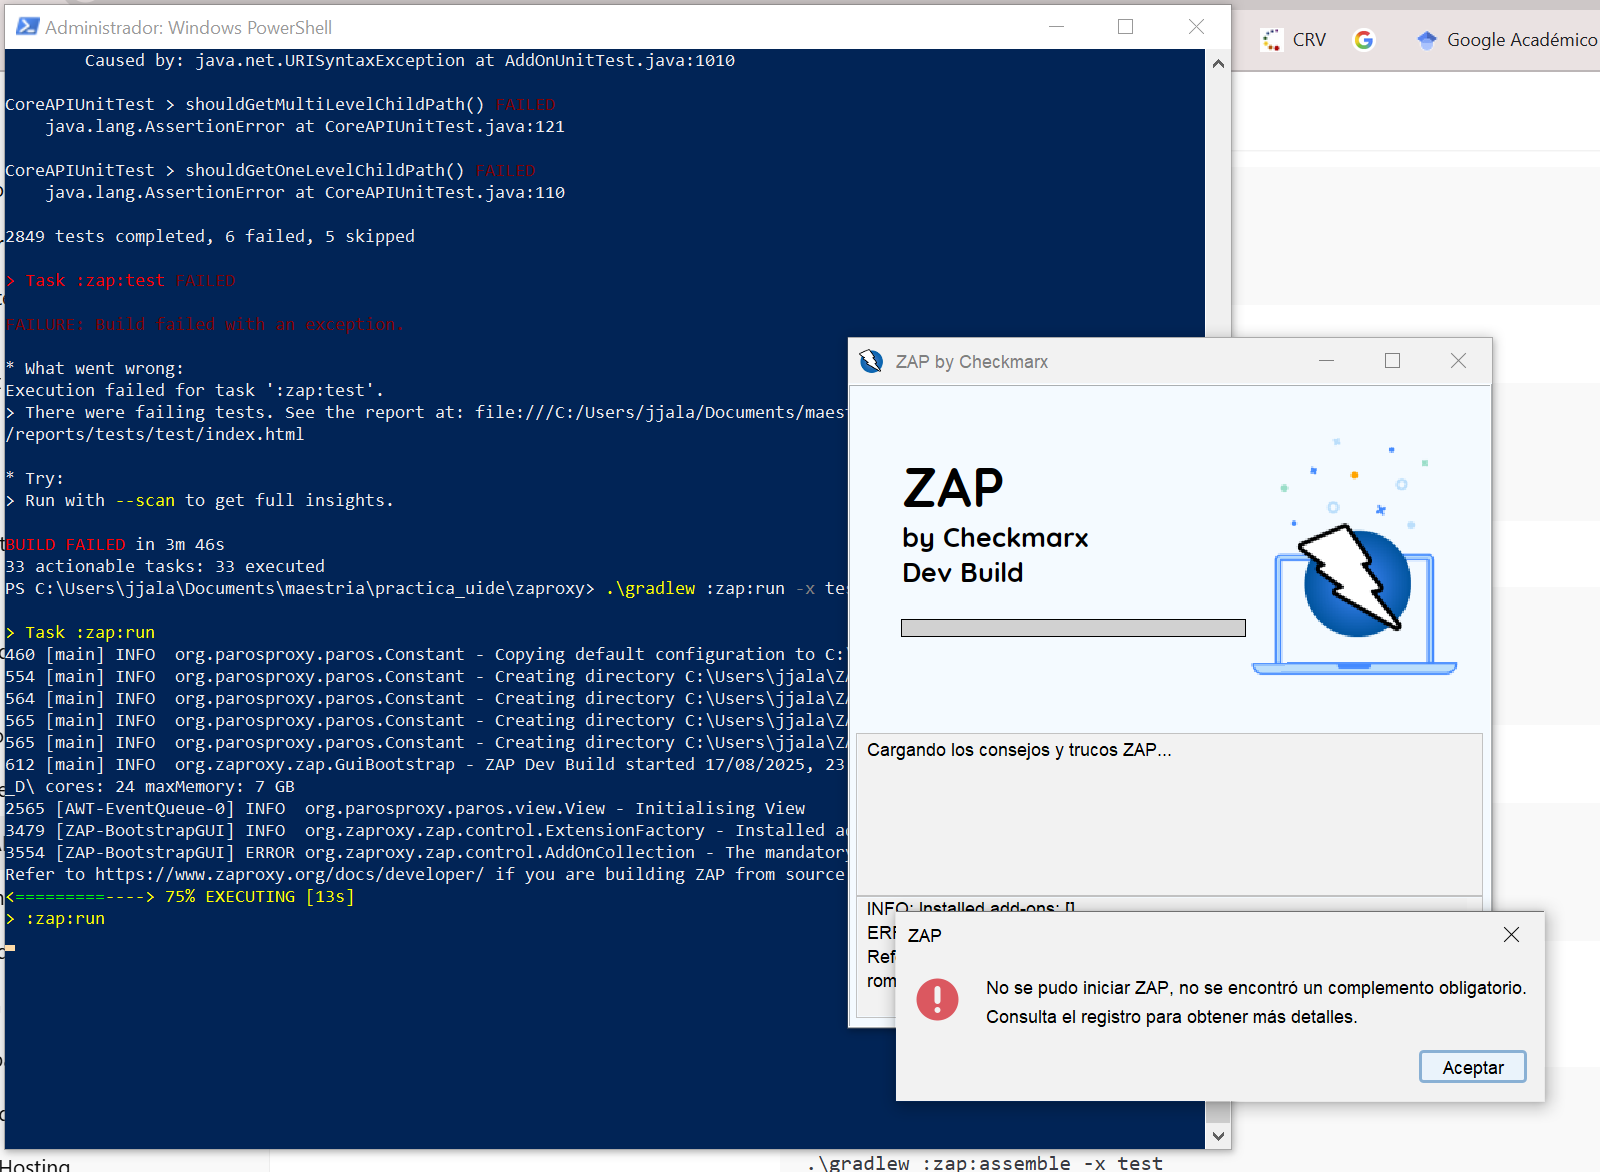 Administrador: Windows PowerShell
CRV
Google Académico
Caused by: java.net.URISyntaxException at AddOnUnitTest.java:1010
CoreAPIUnitTest > shouldGetMultiLevelChildPath() FAILED
java.lang.AssertionError at CoreAPIUnitTest.java:121
CoreAPIUnitTest > shouldGetOneLevelChildPath() FAILED
java.lang.AssertionError at CoreAPIUnitTest.java:110
2849 tests completed, 6 failed, 5 skipped
> Task :zap:test FAILED
FAILURE: Build failed with an exception.
* What went wrong:
Execution failed for task ':zap:test'.
> There were failing tests. See the report at: file:///C:/Users/jjala/Documents/maest
/reports/tests/test/index.html
* Try:
> Run with --scan to get full insights.
BUILD FAILED in 3m 46s
33 actionable tasks: 33 executed
PS C:\Users\jjala\Documents\maestria\practica_uide\zaproxy> .\gradlew :zap:run -x tes
> Task :zap:run
460 [main] INFO  org.parosproxy.paros.Constant - Copying default configuration to C:\
554 [main] INFO  org.parosproxy.paros.Constant - Creating directory C:\Users\jjala\ZA
564 [main] INFO  org.parosproxy.paros.Constant - Creating directory C:\Users\jjala\ZA
565 [main] INFO  org.parosproxy.paros.Constant - Creating directory C:\Users\jjala\ZA
565 [main] INFO  org.parosproxy.paros.Constant - Creating directory C:\Users\jjala\ZA
612 [main] INFO  org.zaproxy.zap.GuiBootstrap - ZAP Dev Build started 17/08/2025, 23
_D\ cores: 24 maxMemory: 7 GB
2565 [AWT-EventQueue-0] INFO  org.parosproxy.paros.view.View - Initialising View
3479 [ZAP-BootstrapGUI] INFO  org.zaproxy.zap.control.ExtensionFactory - Installed ad
3554 [ZAP-BootstrapGUI] ERROR org.zaproxy.zap.control.AddOnCollection - The mandatory
Refer to https://www.zaproxy.org/docs/developer/ if you are building ZAP from source
<=========----> 75% EXECUTING [13s]
> :zap:run
ZAP by Checkmarx
ZAP
by Checkmarx
Dev Build
Cargando los consejos y trucos ZAP...
INFO: Installed add-ons: []
ERR
Ref
rom
ZAP
No se pudo iniciar ZAP, no se encontró un complemento obligatorio.
Consulta el registro para obtener más detalles.
Aceptar
Hosting
.\gradlew :zap:assemble -x test